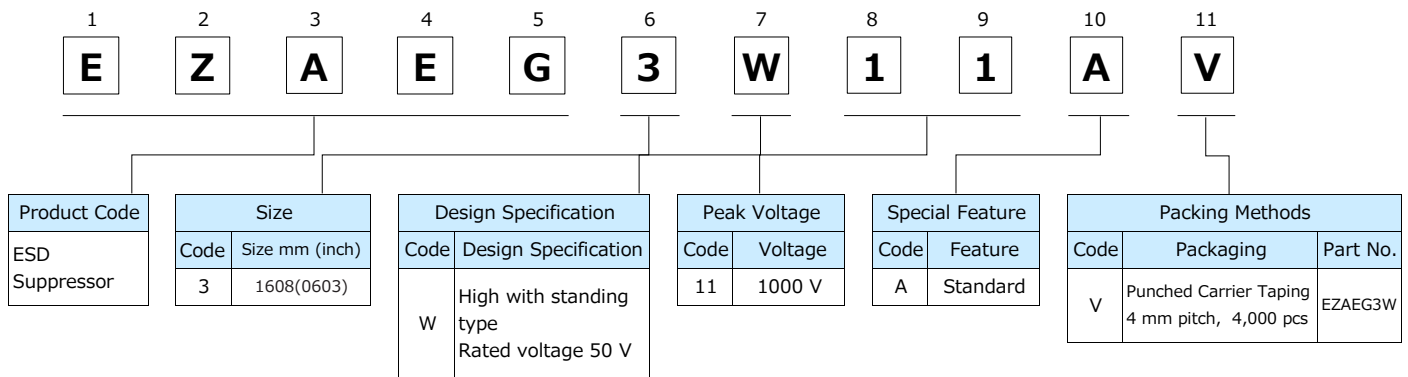 1 2 3 4 5 6 7 8 9 10 11
E Z A E G 3 W 1 1 A V
Product Code
ESD
Suppressor
Size
Code Size mm (inch)
3 1608(0603)
Design Specification
Code Design Specification
W
High with standing
type
Rated voltage 50 V
Peak Voltage
Code Voltage
11 1000 V
Special Feature
Code Feature
A Standard
Packing Methods
Code Packaging Part No.
V
Punched Carrier Taping
4 mm pitch, 4,000 pcs
EZAEG3W